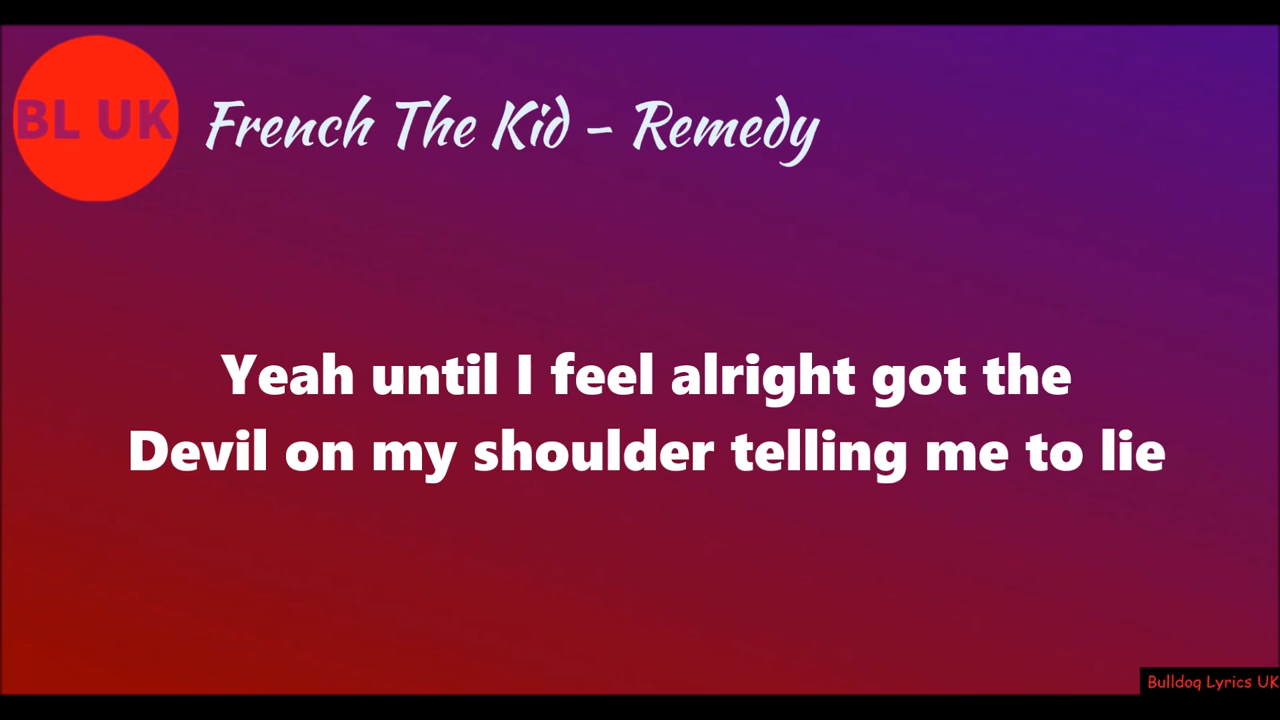 BL UK
French The Kid - Remedy
Yeah until I feel alright got the
Devil on my shoulder telling me to lie
Bulldog Lyrics UK